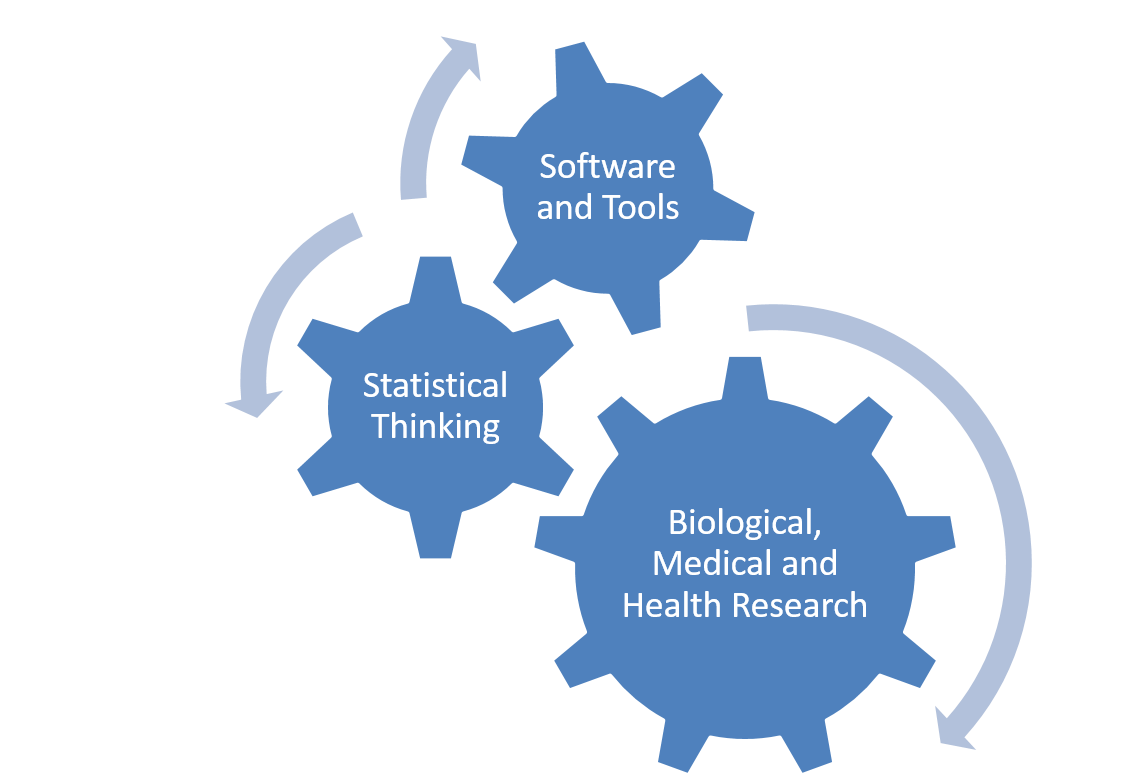 Software
and Tools
Statistical
Thinking
Biological,
Medical and
Health Research